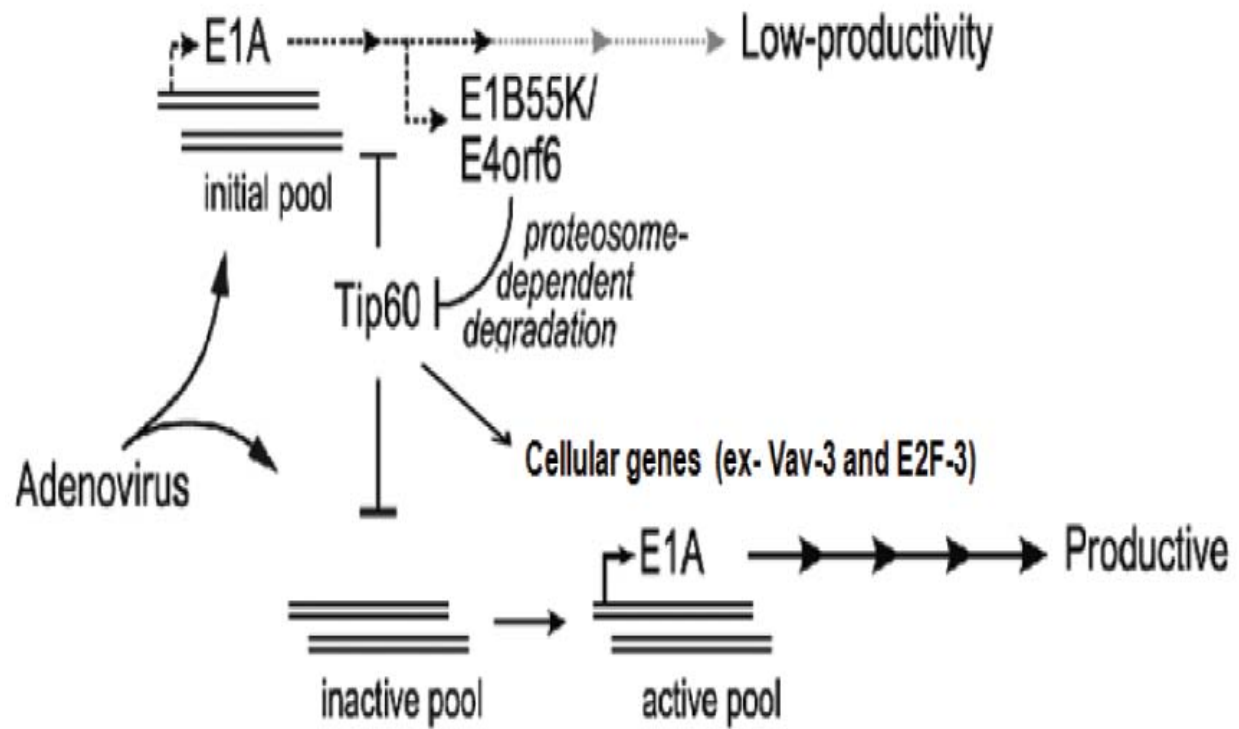 E1A
Low-productivity
E1B55K/
E4orf6
initial pool
proteosome-
dependent
degradation
Tip60
Cellular genes (ex- Vav-3 and E2F-3)
Adenovirus
E1A
Productive
inactive pool
active pool